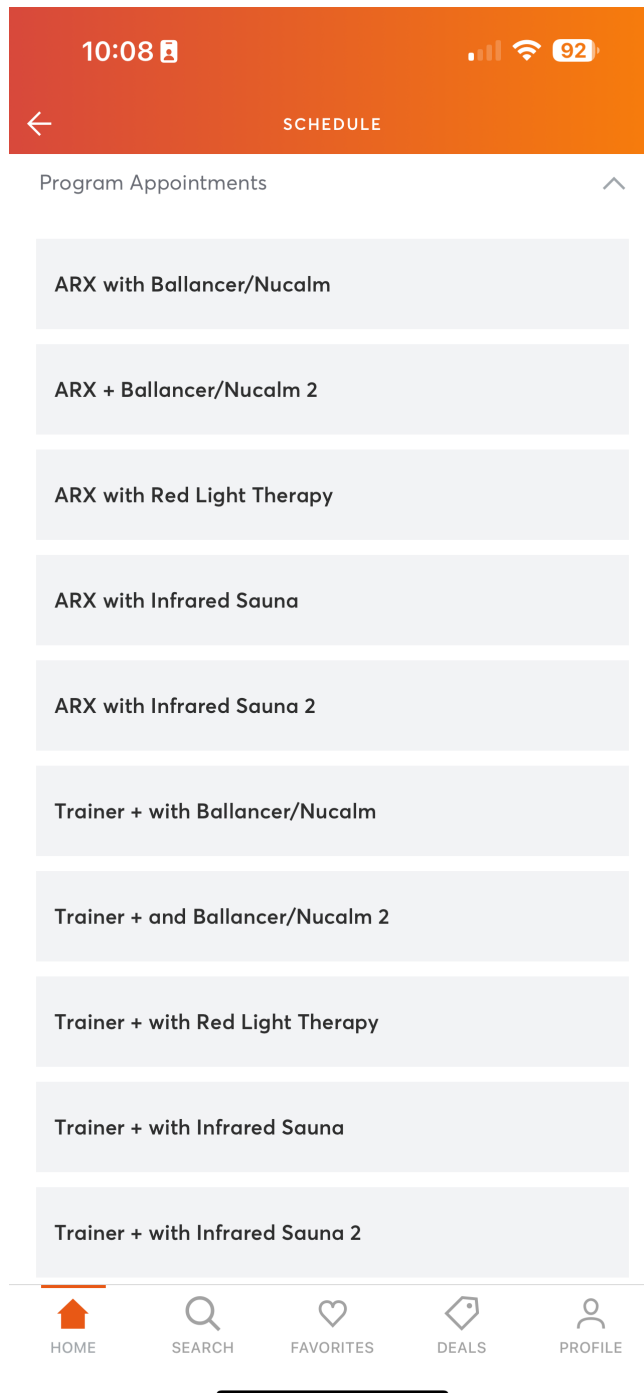 10:08
92
SCHEDULE
Program Appointments
ARX with Ballancer/Nucalm
ARX + Ballancer/Nucalm 2
ARX with Red Light Therapy
ARX with Infrared Sauna
ARX with Infrared Sauna 2
Trainer + with Ballancer/Nucalm
Trainer + and Ballancer/Nucalm 2
Trainer + with Red Light Therapy
Trainer + with Infrared Sauna
Trainer + with Infrared Sauna 2
HOME SEARCH FAVORITES DEALS PROFILE